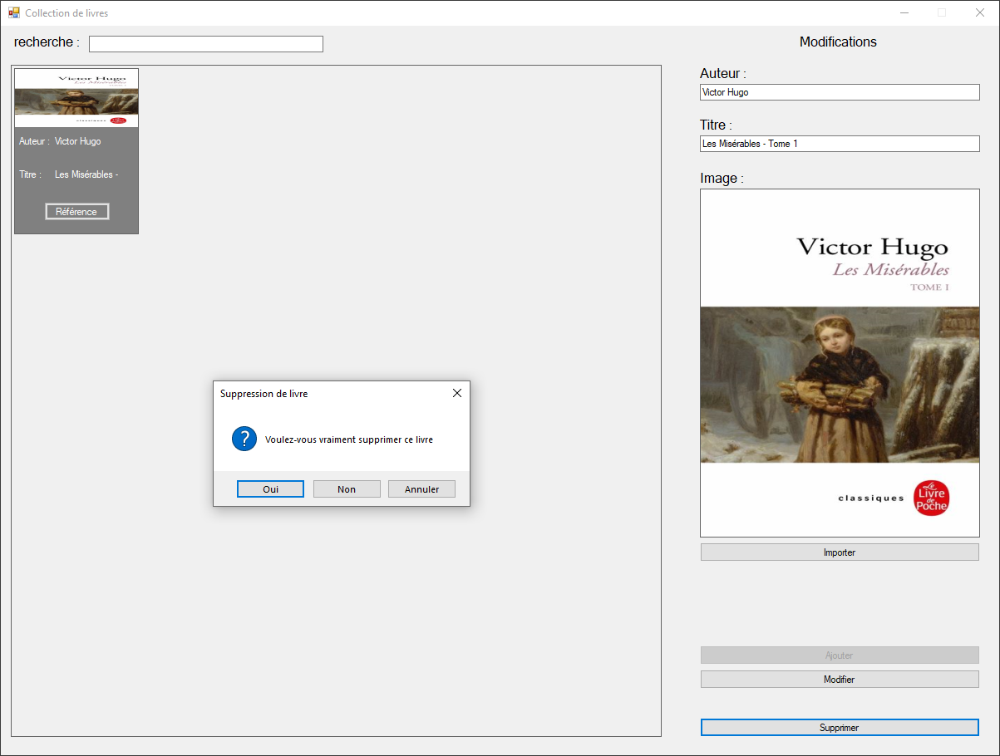 Collection de livres
recherche :
Modifications
Victor Hugo
Les Misérables
Auteur : Victor Hugo
Titre : Les Misérables -
Référence
Auteur :
Victor Hugo
Titre :
Les Misérables - Tome 1
Image :
Victor Hugo
Les Misérables
TOME I
classiques
Le
Livre
de
Poche
Importer
Suppression de livre
?
Voulez-vous vraiment supprimer ce livre
Oui
Non
Annuler
Ajouter
Modifier
Supprimer